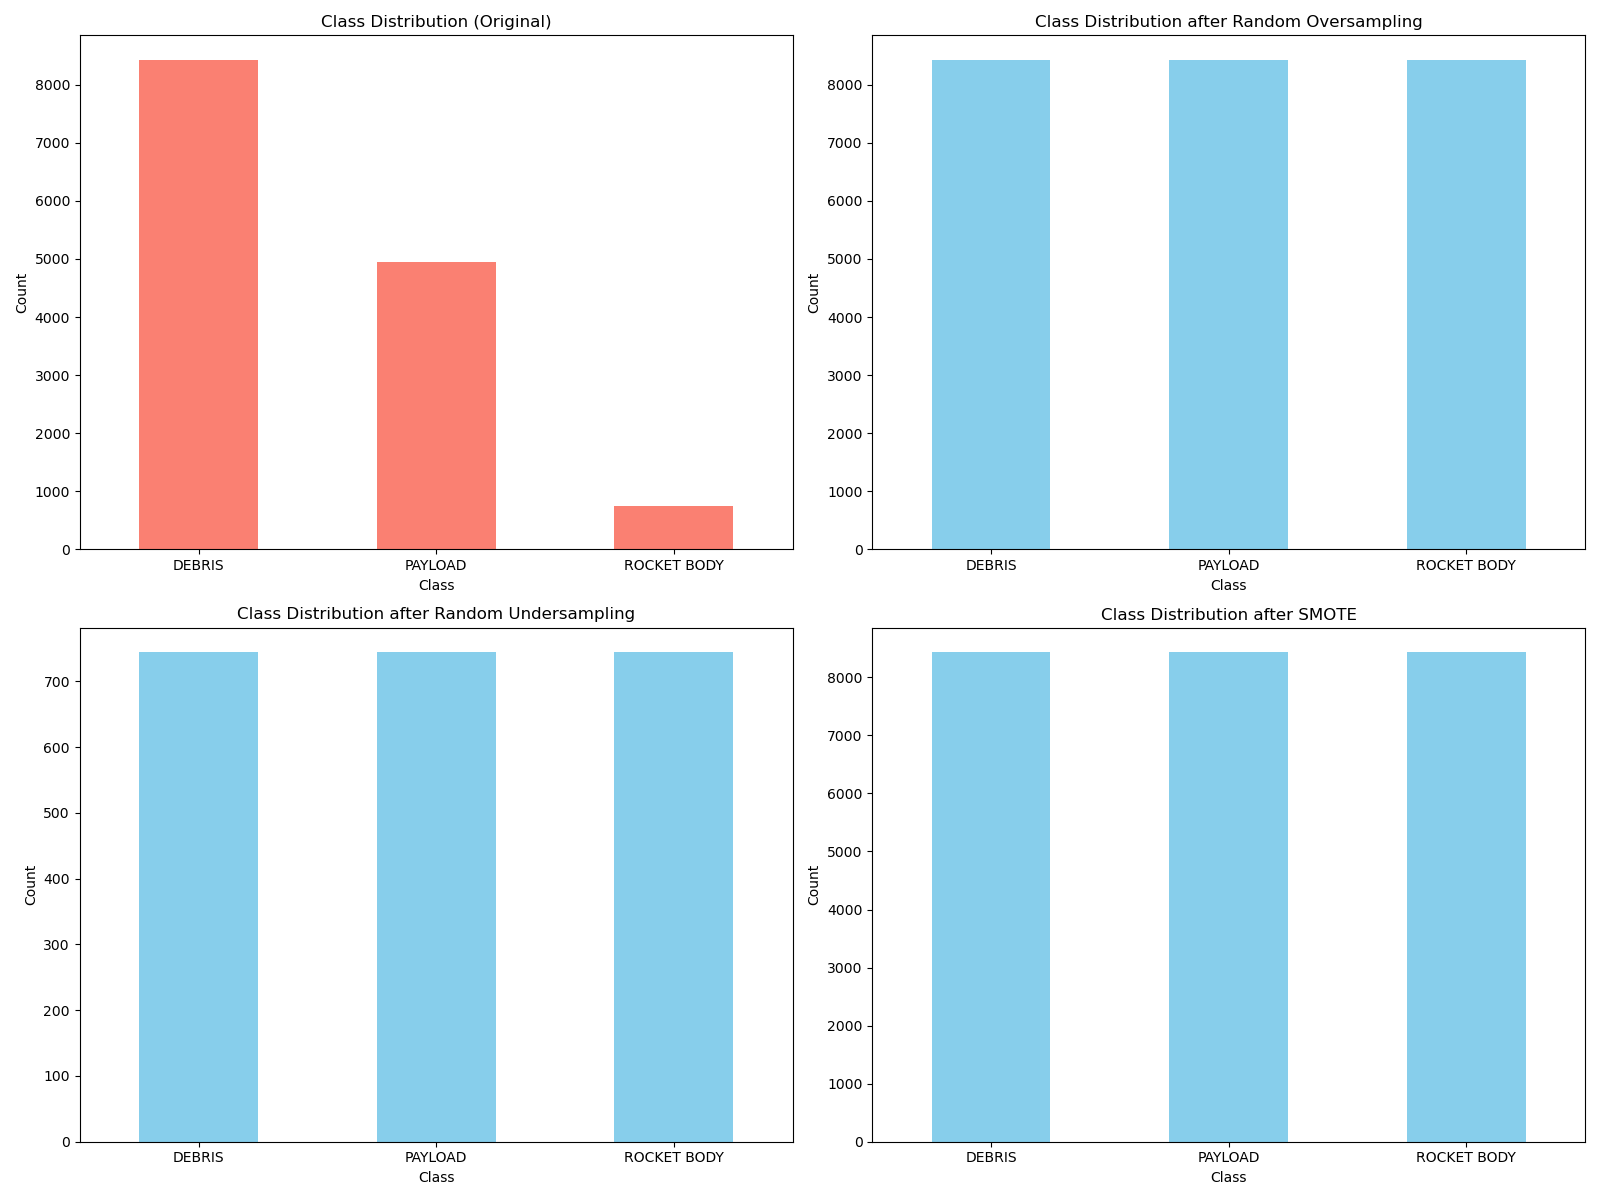 Class Distribution (Original)
Count
8000
7000
6000
5000
4000
3000
2000
1000
0
DEBRIS PAYLOAD ROCKET BODY
Class
Class Distribution after Random Oversampling
Count
8000
7000
6000
5000
4000
3000
2000
1000
0
DEBRIS PAYLOAD ROCKET BODY
Class
Class Distribution after Random Undersampling
Count
700
600
500
400
300
200
100
0
DEBRIS PAYLOAD ROCKET BODY
Class
Class Distribution after SMOTE
Count
8000
7000
6000
5000
4000
3000
2000
1000
0
DEBRIS PAYLOAD ROCKET BODY
Class